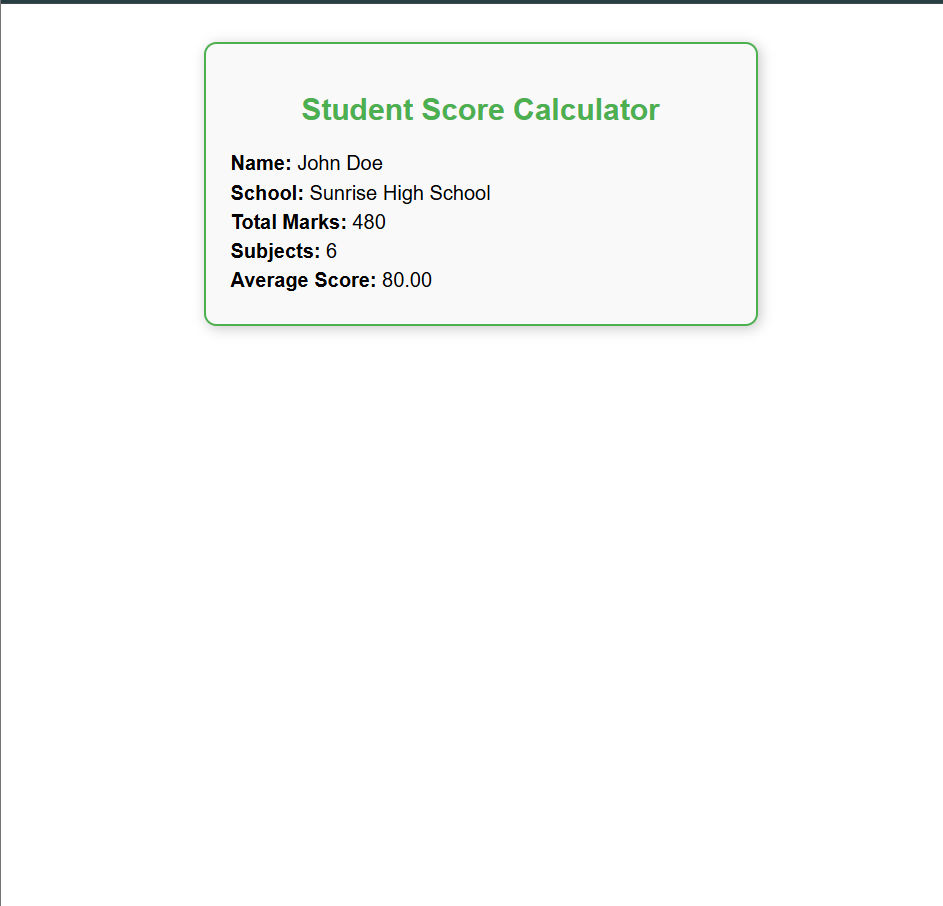 Student Score Calculator
Name: John Doe
School: Sunrise High School
Total Marks: 480
Subjects: 6
Average Score: 80.00